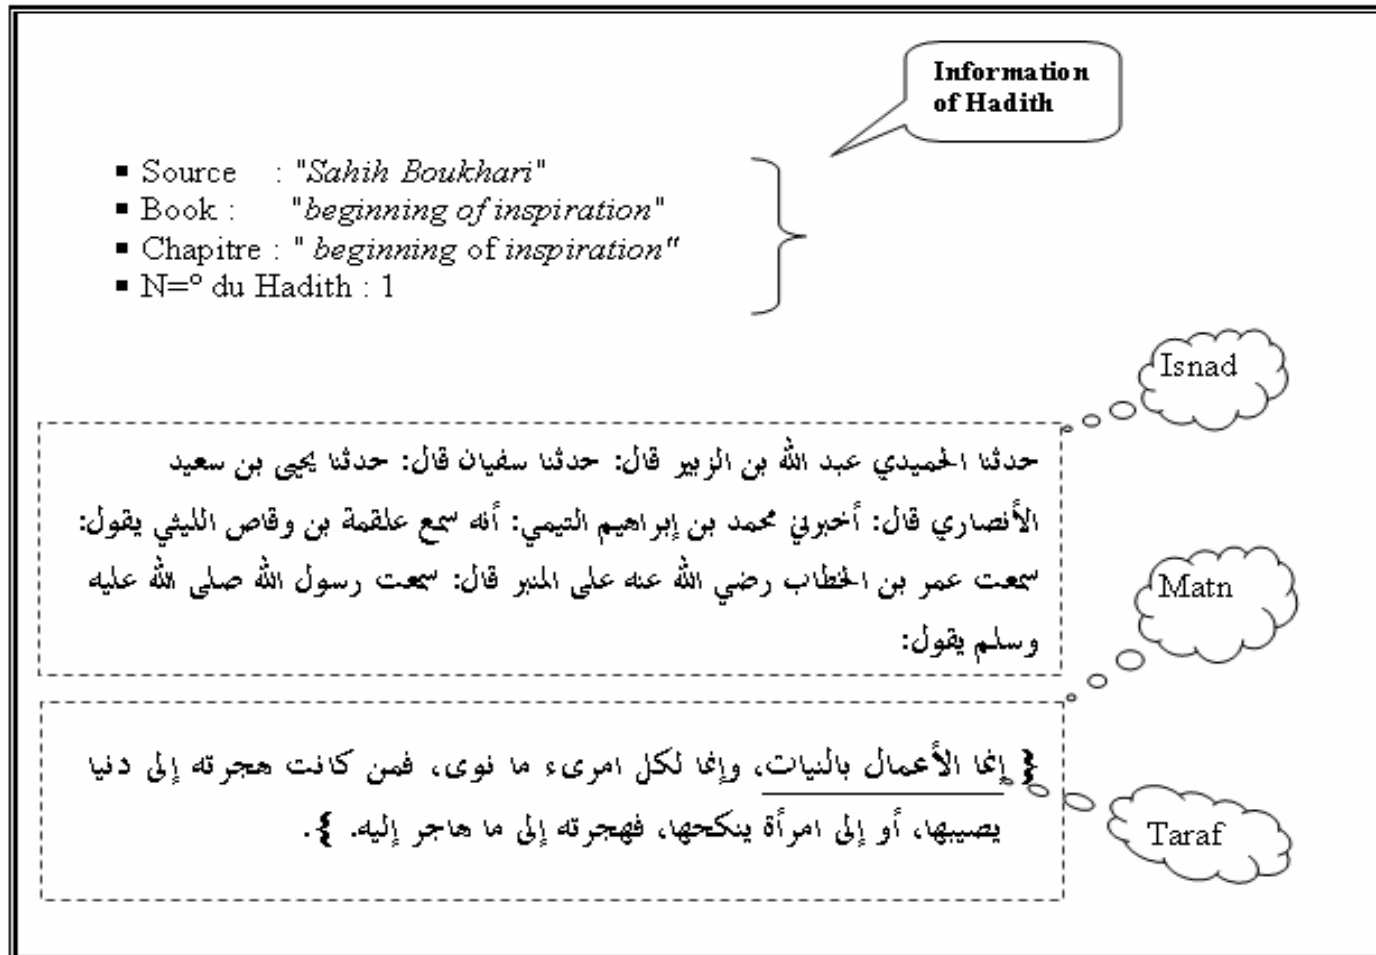 Information
of Hadith
▪ Source : "Sahih Boukhari"
▪ Book : "beginning of inspiration"
▪ Chapitre : " beginning of inspiration"
▪ N=º du Hadith : 1
Isnad
حدثنا الحميدي عبد الله بن الزبير قال: حدثنا سفيان قال: حدثنا يحيى بن سعيد
الأنصاري قال: أخبرني محمد بن إبراهيم التيمي: أنه سمع علقمة بن وقاص الليثي يقول:
سمعت عمر بن الخطاب رضي الله عنه على المنبر قال: سمعت رسول الله صلى الله عليه
وسلم يقول:
Matn
{ إنما الأعمال بالنيات، وإنما لكل امرىء ما نوى، فمن كانت هجرته إلى دنيا
يصيبها، أو إلى امرأة ينكحها، فهجرته إلى ما هاجر إليه. }.
Taraf